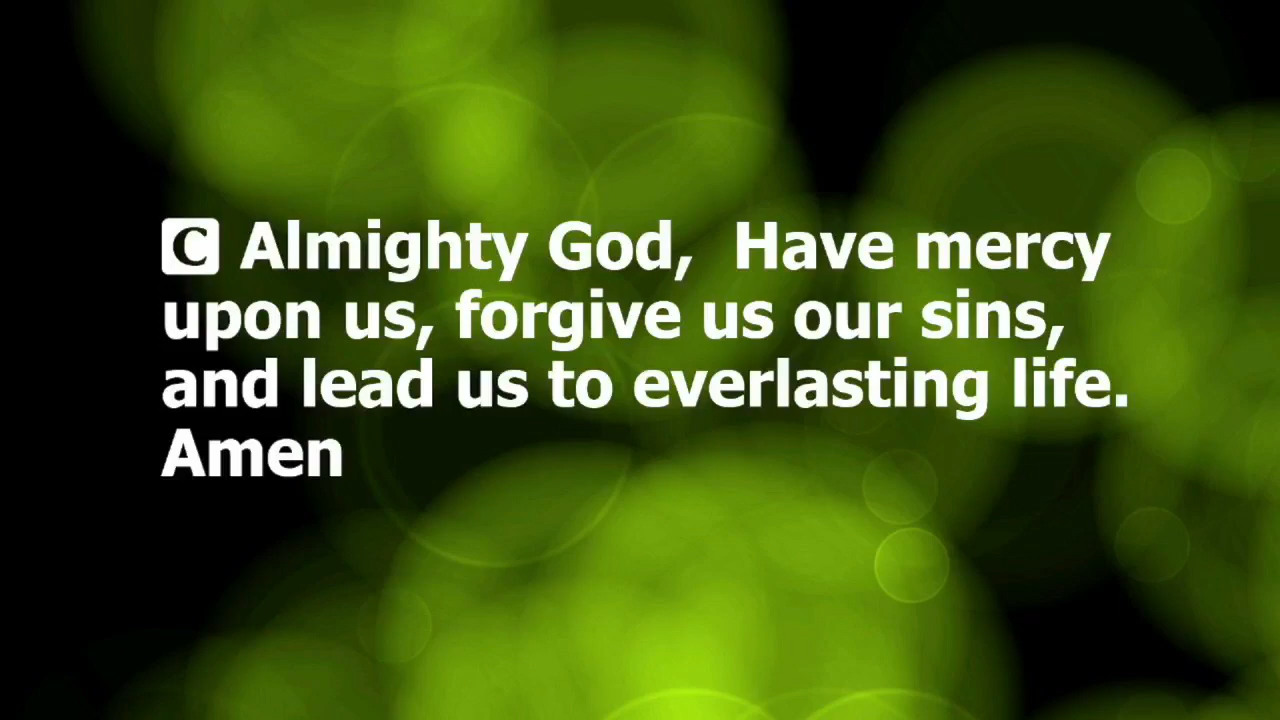 C Almighty God,  Have mercy
upon us, forgive us our sins,
and lead us to everlasting life.
Amen